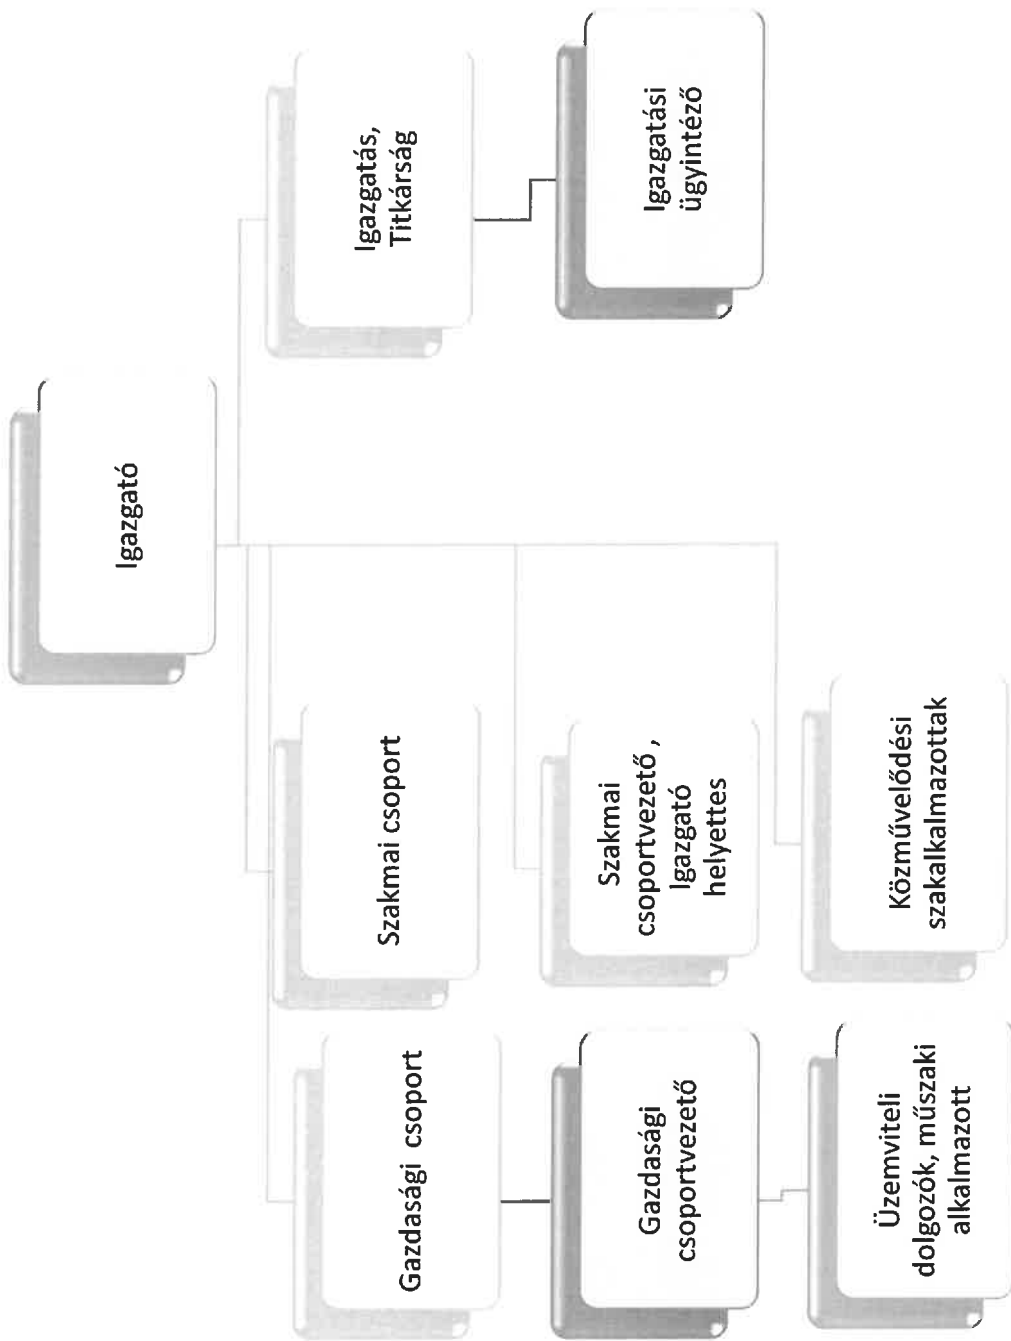 Igazgató
Gazdasági csoport
Szakmai csoport
Igazgatás,
Titkárság
Gazdasági
csoportvezető
Szakmai
csoportvezető ,
Igazgató
helyettes
Igazgatási
ügyintéző
Üzemviteli
dolgozók, műszaki
alkalmazott
Közművelődési
szakalkalmazottak